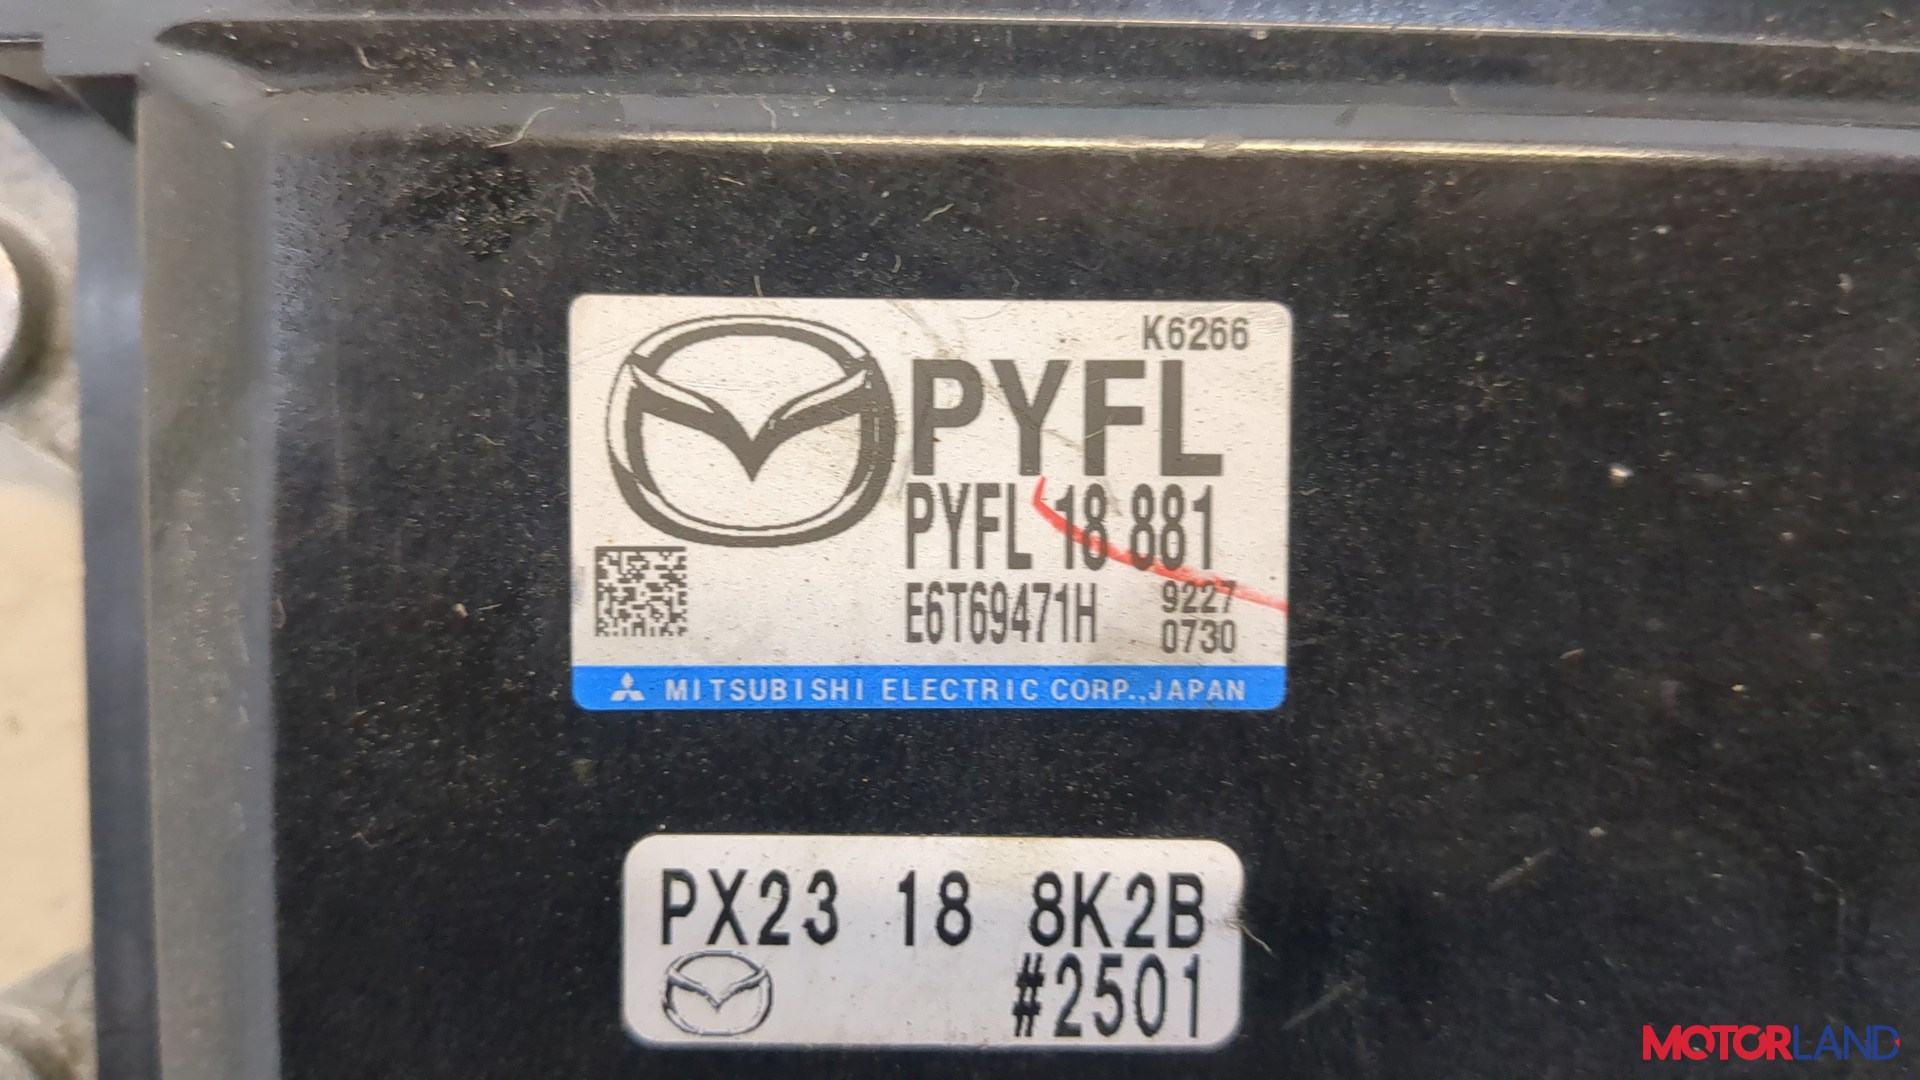 K6266
PYFL
PYFL 18 881
E6T69471H 9227
0730
MITSUBISHI ELECTRIC CORP., JAPAN
PX23 18 8K2B
#2501
MOTORLAND